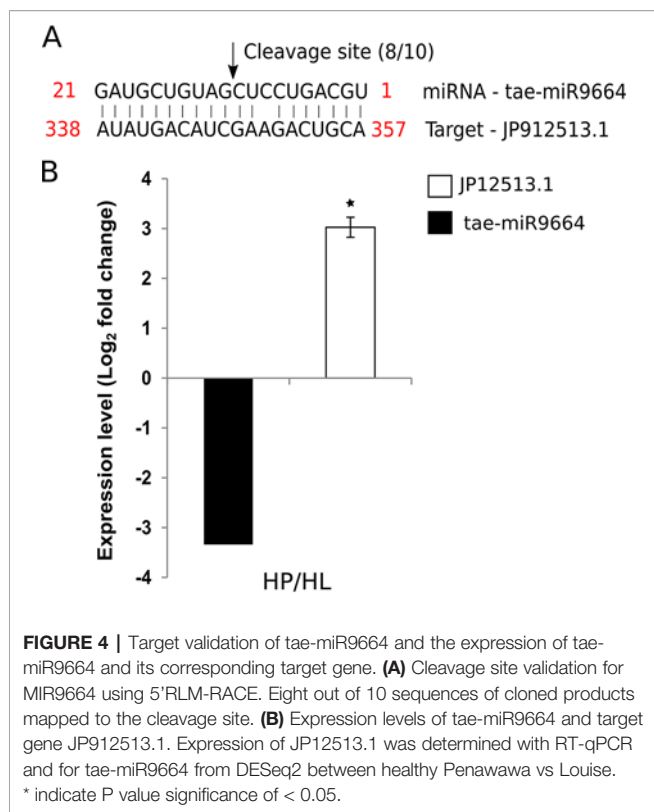 A
Cleavage site (8/10)
21 GAUGCUGUAGCUCCUGACGU 1 miRNA - tae-miR9664
338 AUAUGACAUCGAAGACUGCA 357 Target - JP912513.1
B
4
3
2
1
0
-1
-2
-3
-4
Expression level (Log₂ fold change)
*
HP/HL
JP12513.1
tae-miR9664
FIGURE 4 | Target validation of tae-miR9664 and the expression of tae-
miR9664 and its corresponding target gene. (A) Cleavage site validation for
MIR9664 using 5'RLM-RACE. Eight out of 10 sequences of cloned products
mapped to the cleavage site. (B) Expression levels of tae-miR9664 and target
gene JP912513.1. Expression of JP12513.1 was determined with RT-qPCR
and for tae-miR9664 from DESeq2 between healthy Penawawa vs Louise.
* indicate P value significance of < 0.05.